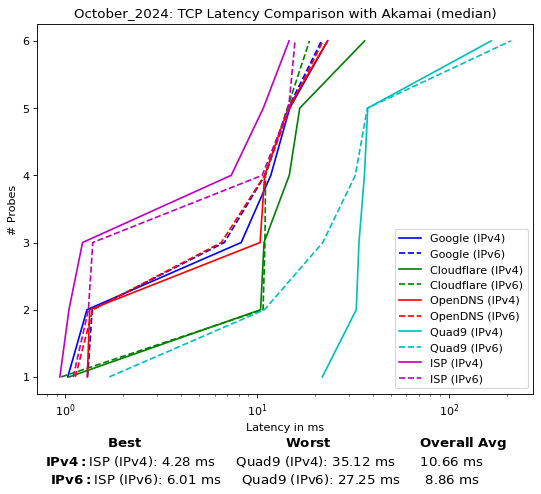 October_2024: TCP Latency Comparison with Akamai (median)
6
5
4
3
2
1
# Probes
10⁰
10¹
10²
Latency in ms
Google (IPv4)
Google (IPv6)
Cloudflare (IPv4)
Cloudflare (IPv6)
OpenDNS (IPv4)
OpenDNS (IPv6)
Quad9 (IPv4)
Quad9 (IPv6)
ISP (IPv4)
ISP (IPv6)
Best Worst Overall Avg
IPv4: ISP (IPv4): 4.28 ms Quad9 (IPv4): 35.12 ms 10.66 ms
IPv6: ISP (IPv6): 6.01 ms Quad9 (IPv6): 27.25 ms 8.86 ms